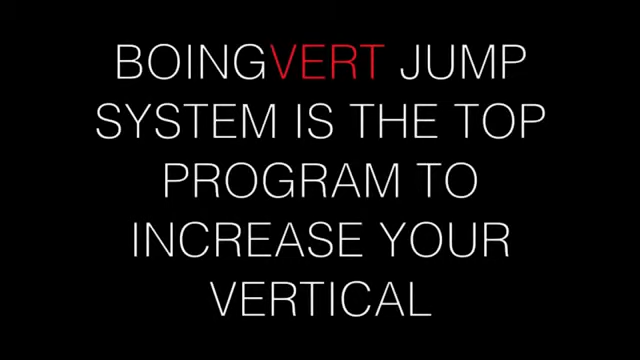 BOINGVERT JUMP
SYSTEM IS THE TOP
PROGRAM TO
INCREASE YOUR
VERTICAL